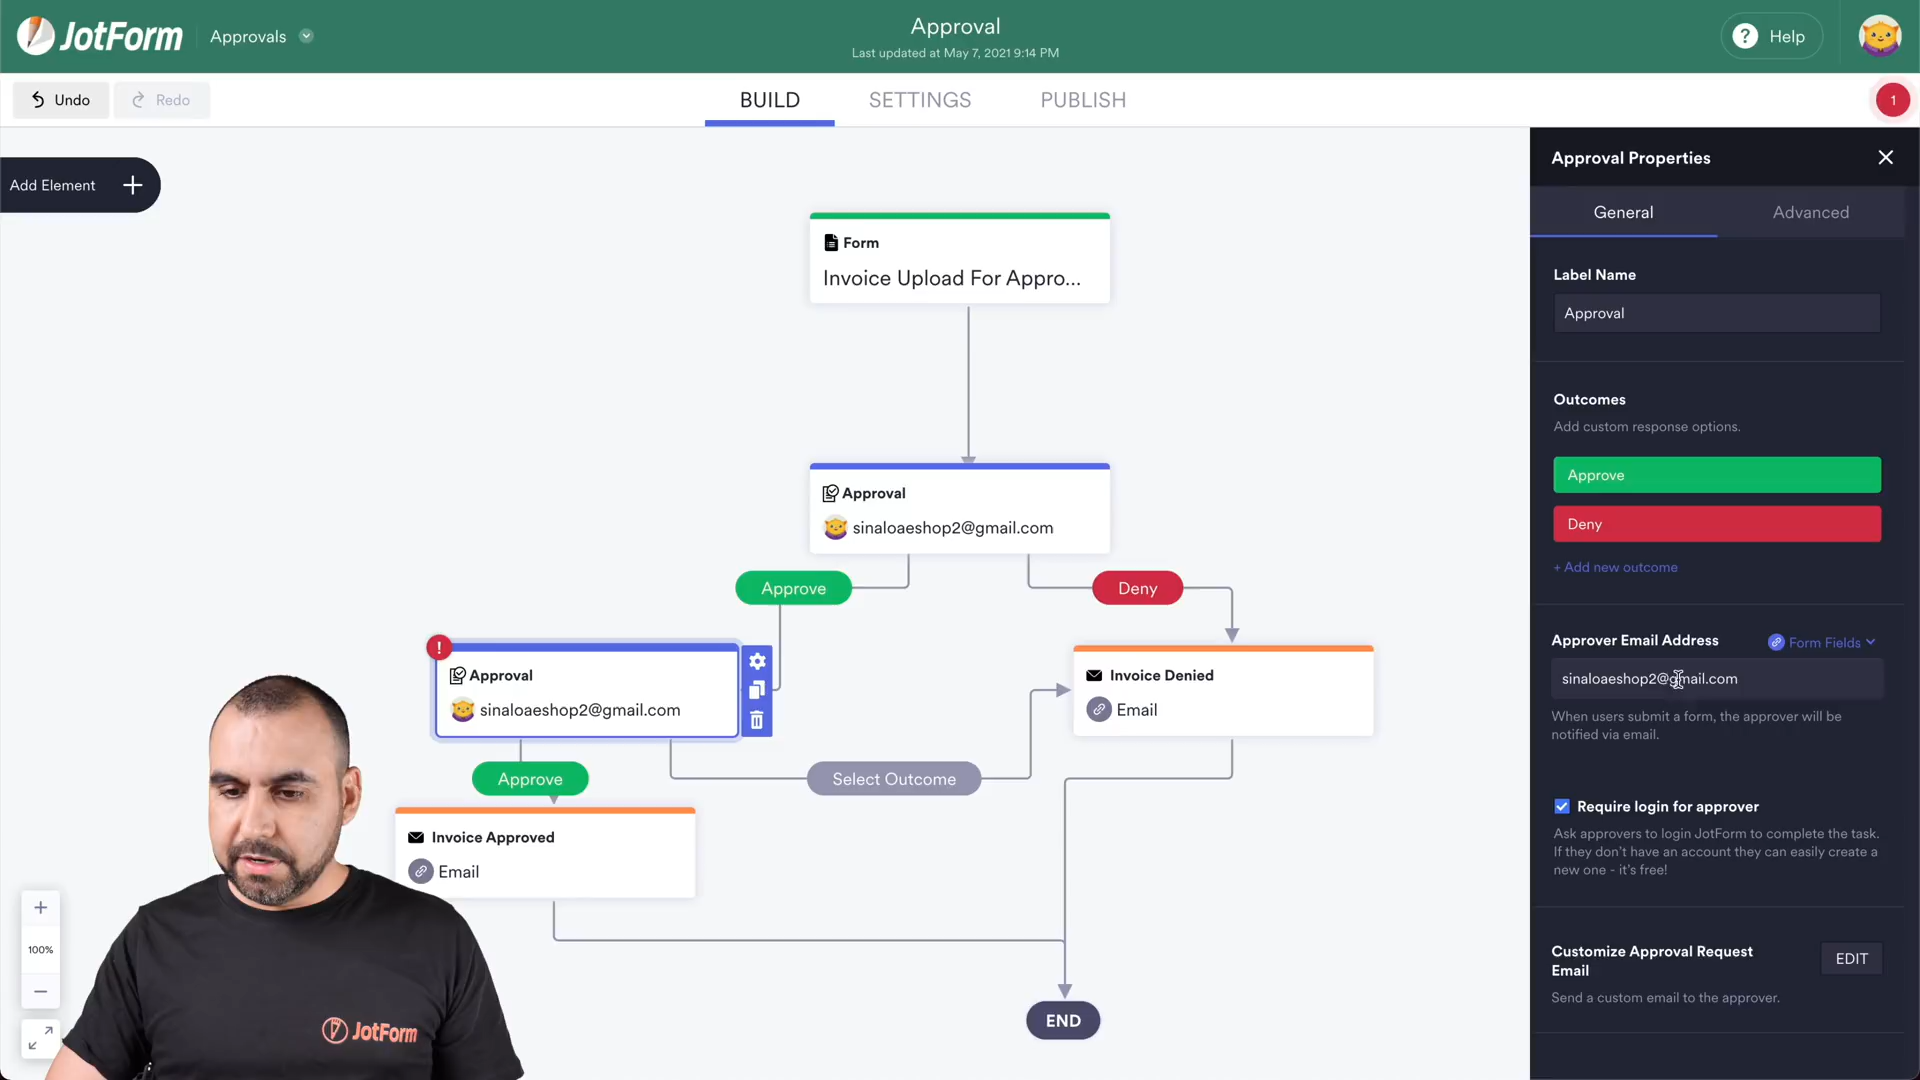 JotForm
Approvals
Approval
Last updated at May 7, 2021 9:14 PM
? Help
Undo
Redo
BUILD
SETTINGS
PUBLISH
1
Add Element +
Form
Invoice Upload For Appro...
Approval
sinaloaeshop2@gmail.com
Approve
Deny
!
Approval
sinaloaeshop2@gmail.com
Invoice Denied
Email
Approve
Select Outcome
Invoice Approved
Email
END
+
100%
−
JotForm
Approval Properties
General
Advanced
Label Name
Approval
Outcomes
Add custom response options.
Approve
Deny
+ Add new outcome
Approver Email Address
Form Fields
sinaloaeshop2@gmail.com
When users submit a form, the approver will be
notified via email.
Require login for approver
Ask approvers to login JotForm to complete the task.
If they don't have an account they can easily create a
new one - it's free!
Customize Approval Request
Email
EDIT
Send a custom email to the approver.